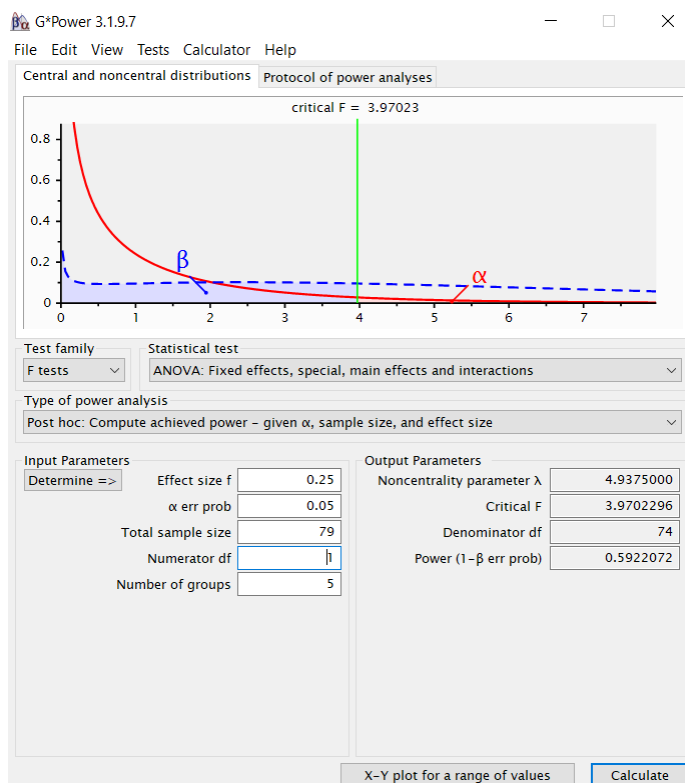 G*Power 3.1.9.7
File Edit View Tests Calculator Help
Central and noncentral distributions Protocol of power analyses
critical F = 3.97023
0.8
0.6
0.4
0.2
0
β
α
0 1 2 3 4 5 6 7
Test family Statistical test
F tests ANOVA: Fixed effects, special, main effects and interactions
Type of power analysis
Post hoc: Compute achieved power - given α, sample size, and effect size
Input Parameters Output Parameters
Determine => Effect size f 0.25 Noncentrality parameter λ 4.9375000
α err prob 0.05 Critical F 3.9702296
Total sample size 79 Denominator df 74
Numerator df 1 Power (1-β err prob) 0.5922072
Number of groups 5
X-Y plot for a range of values Calculate